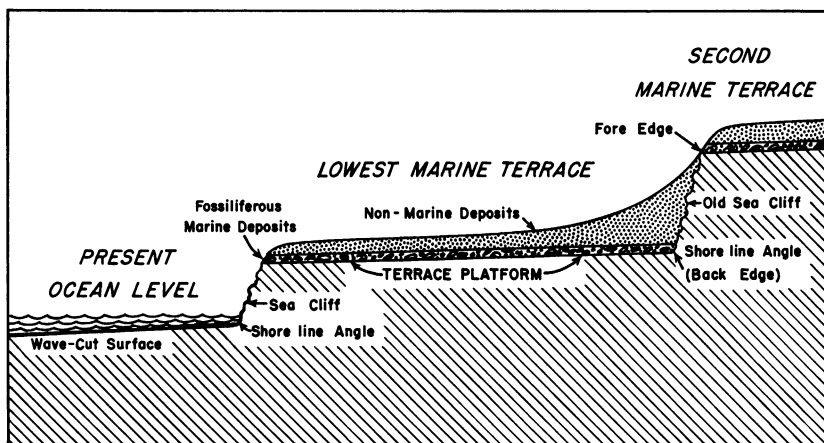 SECOND
MARINE TERRACE
Fore Edge
LOWEST MARINE TERRACE
Fossiliferous
Marine Deposits
Non-Marine Deposits
Old Sea Cliff
PRESENT
OCEAN LEVEL
TERRACE PLATFORM
Shore line Angle
(Back Edge)
Sea Cliff
Shore line Angle
Wave-Cut Surface